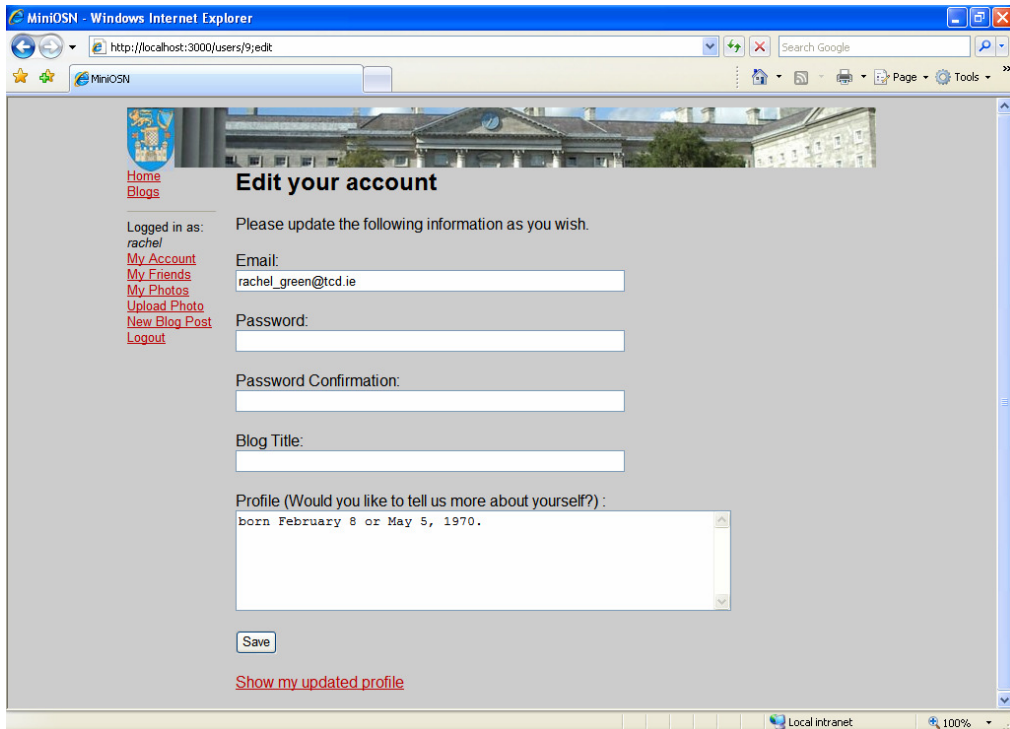 MiniOSN - Windows Internet Explorer
http://localhost:3000/users/9;edit
Search Google
MiniOSN
Page
Tools
Home
Blogs
Logged in as:
rachel
My Account
My Friends
My Photos
Upload Photo
New Blog Post
Logout
Edit your account
Please update the following information as you wish.
Email:
rachel_green@tcd.ie
Password:
Password Confirmation:
Blog Title:
Profile (Would you like to tell us more about yourself?) :
born February 8 or May 5, 1970.
Save
Show my updated profile
Local intranet
100%